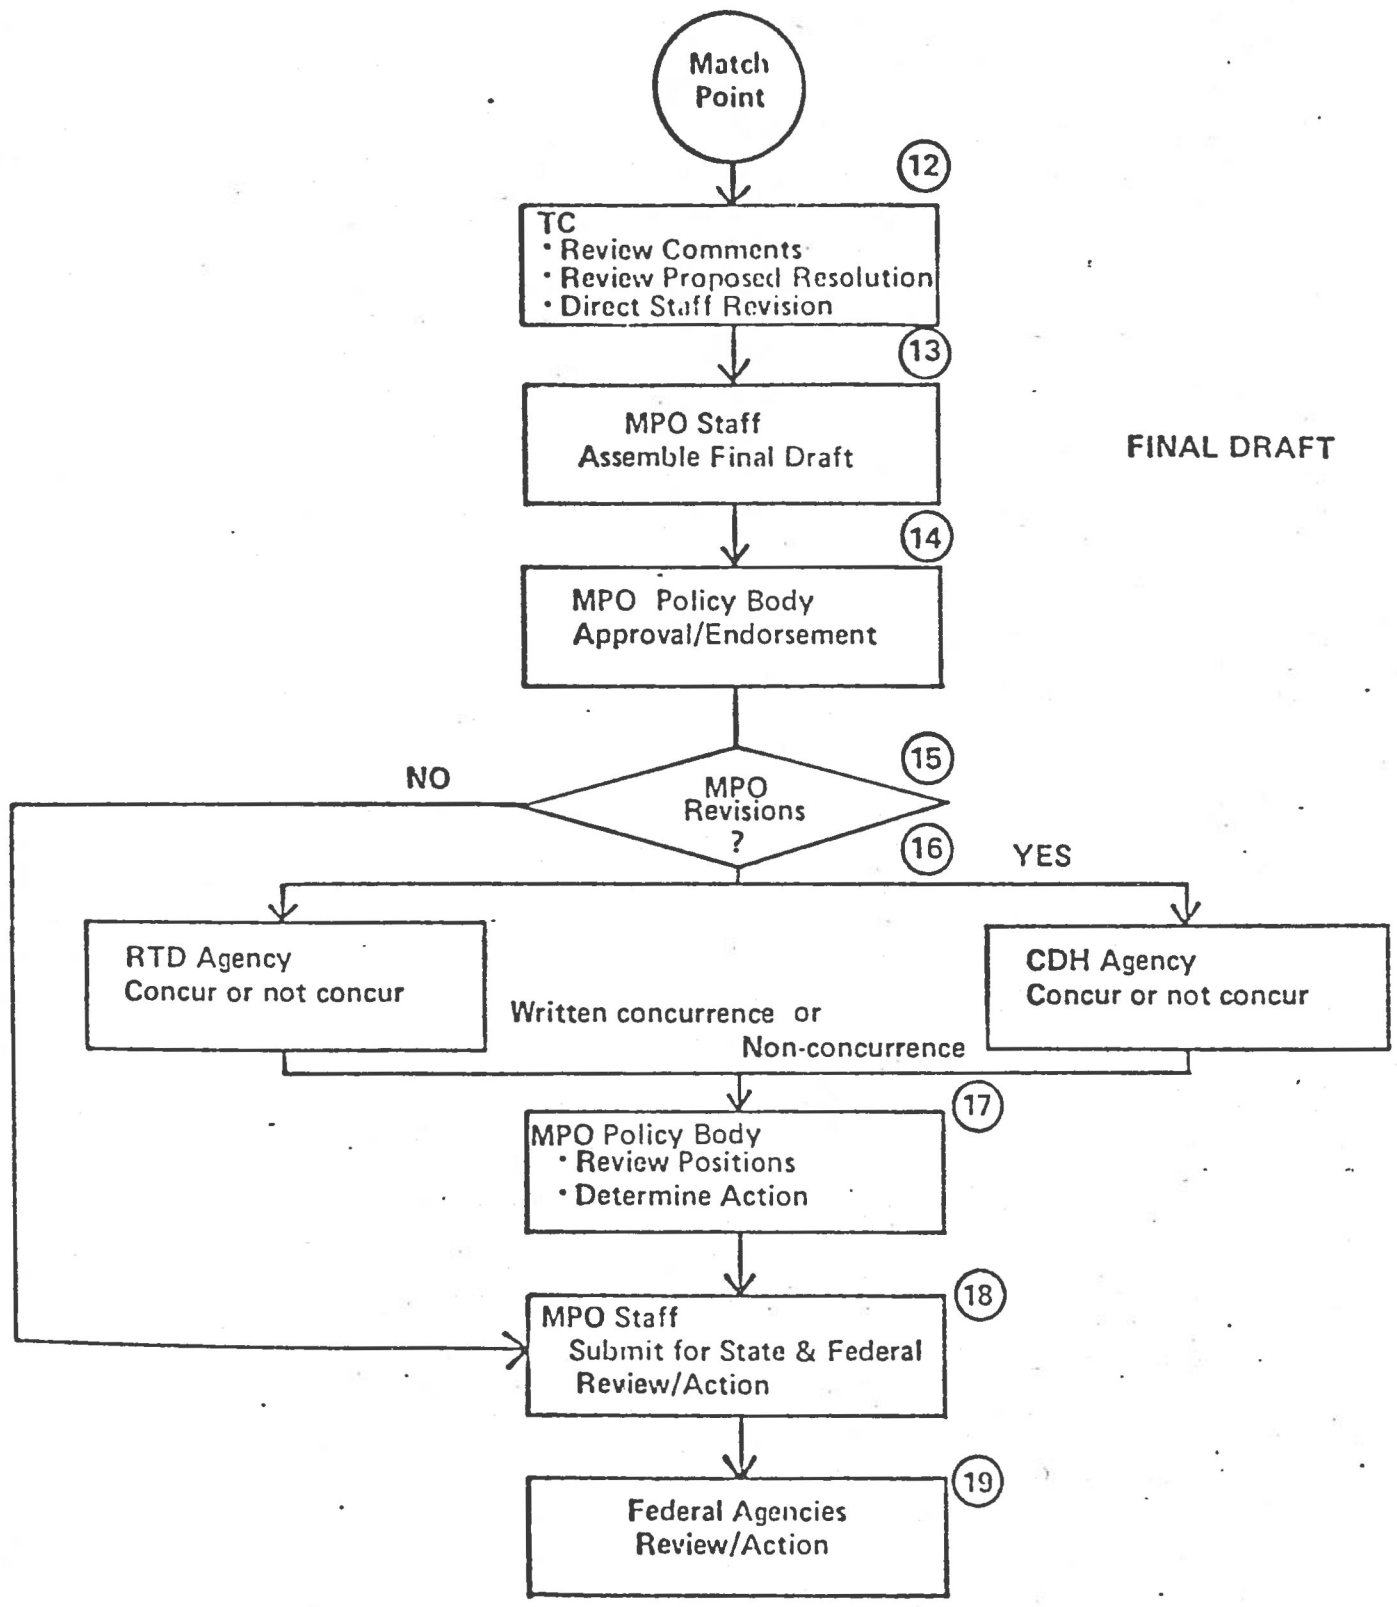 Match
Point
12
TC
• Review Comments
• Review Proposed Resolution
• Direct Staff Revision
13
MPO Staff
Assemble Final Draft
FINAL DRAFT
14
MPO Policy Body
Approval/Endorsement
15
NO
MPO
Revisions
?
16
YES
RTD Agency
Concur or not concur
CDH Agency
Concur or not concur
Written concurrence or
Non-concurrence
17
MPO Policy Body
• Review Positions
• Determine Action
18
MPO Staff
Submit for State & Federal
Review/Action
19
Federal Agencies
Review/Action